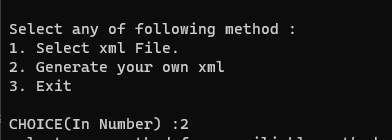 Select any of following method :
1. Select xml File.
2. Generate your own xml
3. Exit
CHOICE(In Number) :2